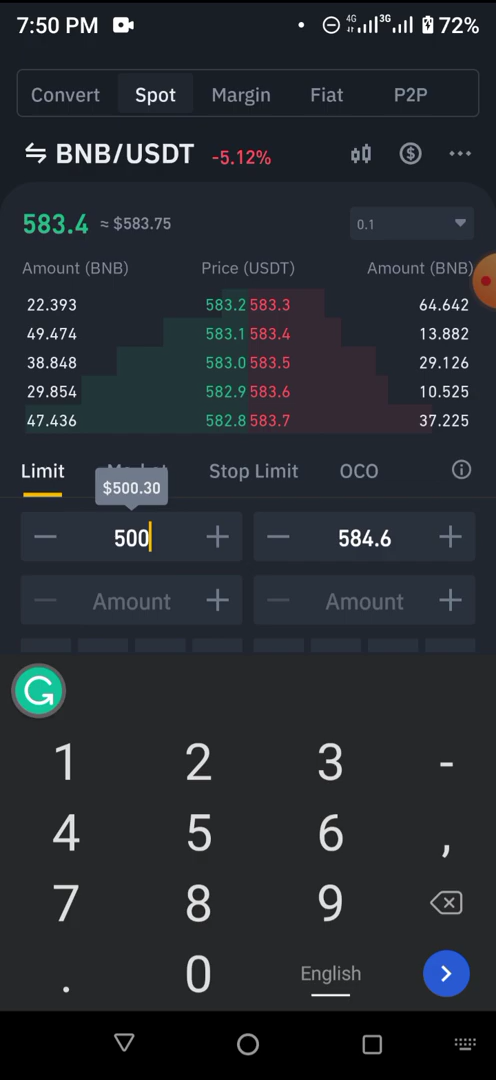 7:50 PM 4G 3G 72%
Convert Spot Margin Fiat P2P
BNB/USDT -5.12%
583.4 ≈ $583.75 0.1
Amount (BNB) Price (USDT) Amount (BNB)
22.393 583.2 583.3 64.642
49.474 583.1 583.4 13.882
38.848 583.0 583.5 29.126
29.854 582.9 583.6 10.525
47.436 582.8 583.7 37.225
Limit Market Stop Limit OCO
$500.30
500 584.6
Amount Amount
1 2 3 -
4 5 6 ,
7 8 9
. 0 English